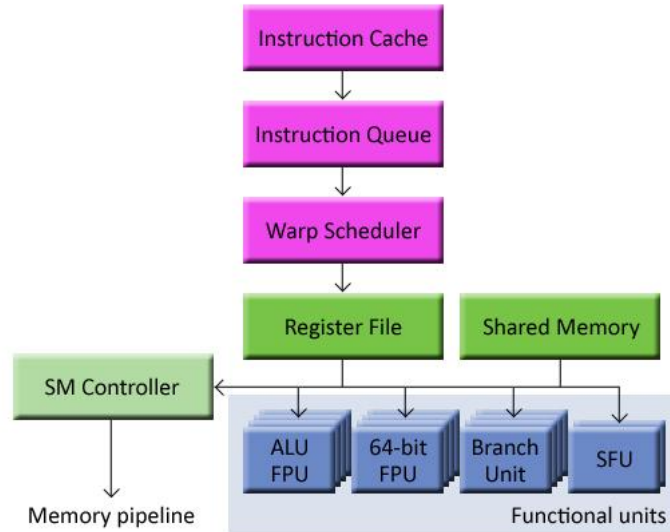 Instruction Cache
Instruction Queue
Warp Scheduler
Register File
Shared Memory
SM Controller
ALU
FPU
64-bit
FPU
Branch
Unit
SFU
Memory pipeline
Functional units